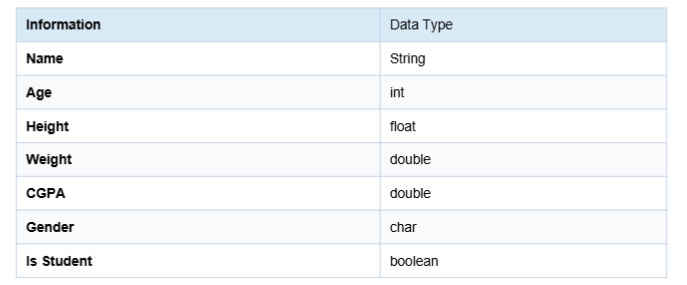 Information Data Type
Name String
Age int
Height float
Weight double
CGPA double
Gender char
Is Student boolean